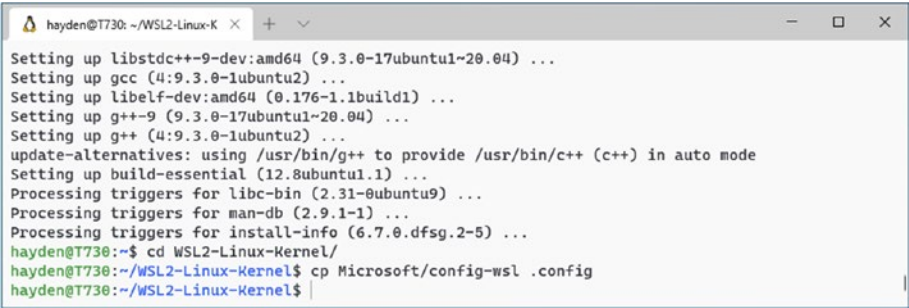 hayden@T730: ~/WSL2-Linux-K
Setting up libstdc++-9-dev:amd64 (9.3.0-17ubuntu1~20.04) ...
Setting up gcc (4:9.3.0-1ubuntu2) ...
Setting up libelf-dev:amd64 (0.176-1.1build1) ...
Setting up g++-9 (9.3.0-17ubuntu1~20.04) ...
Setting up g++ (4:9.3.0-1ubuntu2) ...
update-alternatives: using /usr/bin/g++ to provide /usr/bin/c++ (c++) in auto mode
Setting up build-essential (12.8ubuntu1.1) ...
Processing triggers for libc-bin (2.31-0ubuntu9) ...
Processing triggers for man-db (2.9.1-1) ...
Processing triggers for install-info (6.7.0.dfsg.2-5) ...
hayden@T730:~$ cd WSL2-Linux-Kernel/
hayden@T730:~/WSL2-Linux-Kernel$ cp Microsoft/config-wsl .config
hayden@T730:~/WSL2-Linux-Kernel$